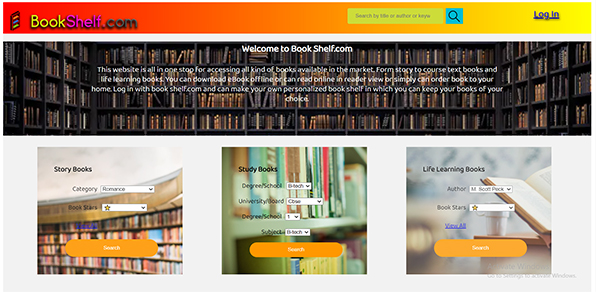 BookShelf.com
Search by title or author or keyw
Log In
Welcome to Book Shelf.com
This website is all in one stop for accessing all kind of books available in the market. Form story to course text books and
life learning books. You can download eBook offline or can read online in reader view or simply can order book to your
home. Log in with book shelf.com and can make your own personalized book shelf in which you can keep your books of your
choice.
Story Books
Category
Romance
Book Stars
View All
Search
Study Books
Degree/School
B-tech
University/Board
Cbse
Degree/School
1
Subject
B-tech
Search
Life Learning Books
Author
M. Scott Peck
Book Stars
View All
Search
Activate Windows
Go to Settings to activate Windows.